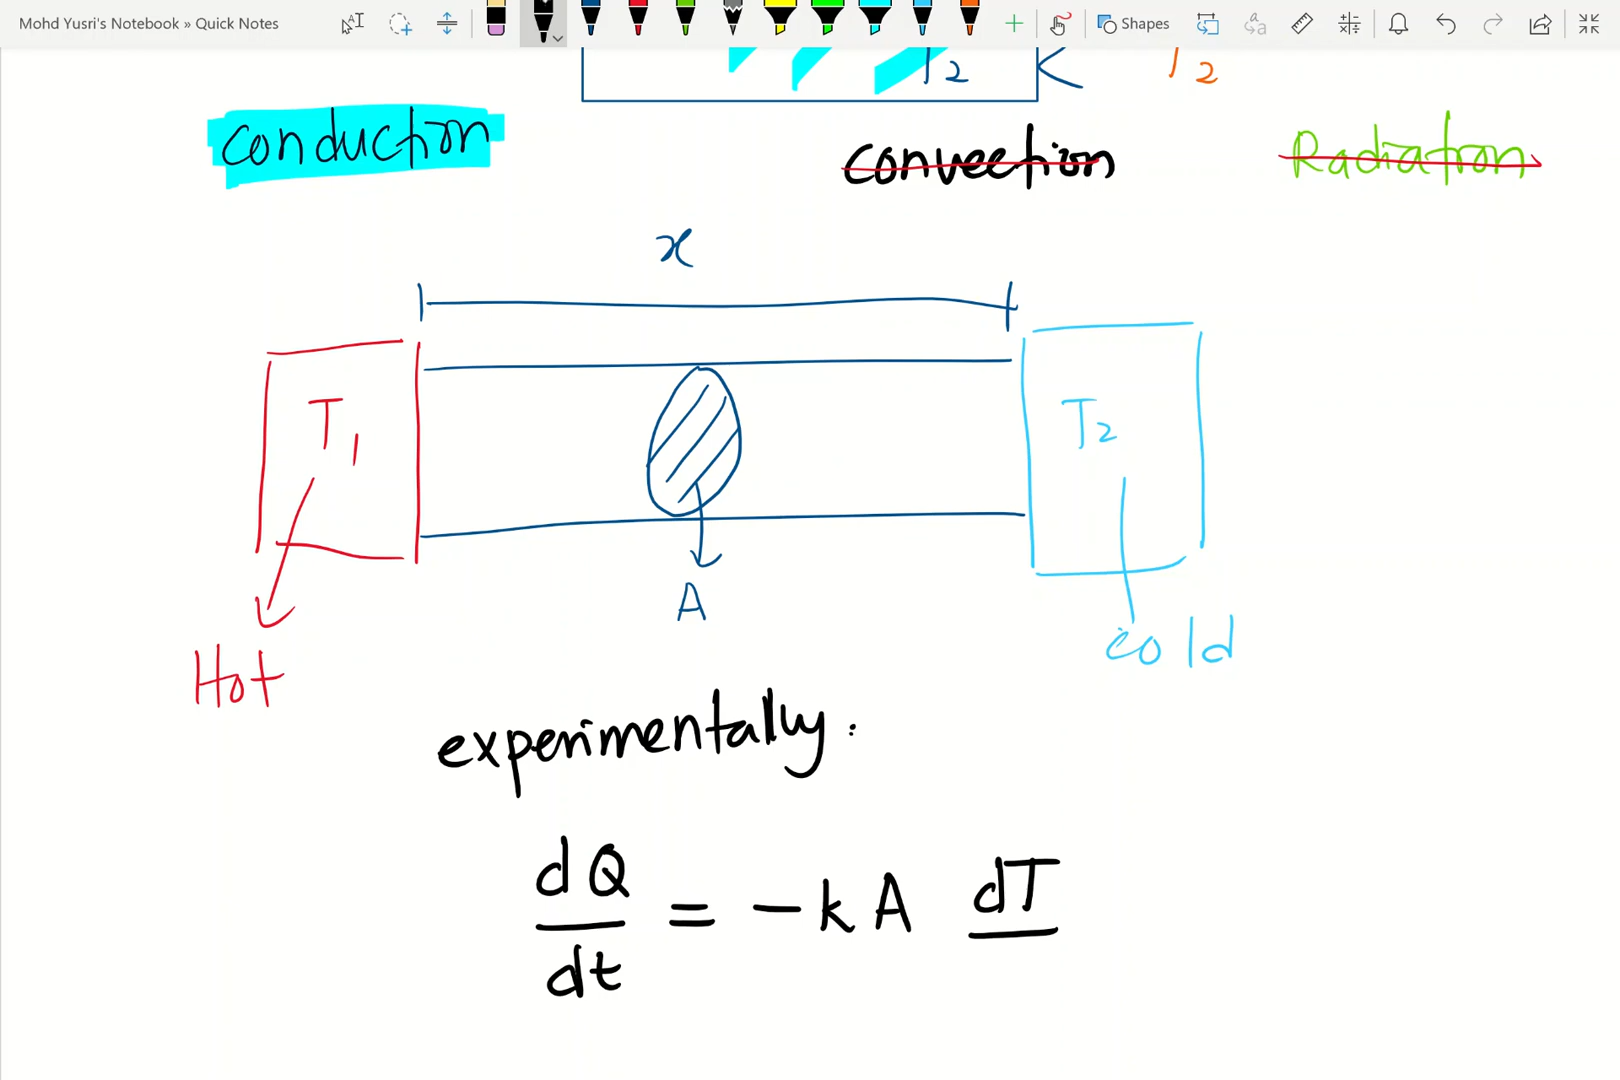 Mohd Yusri's Notebook » Quick Notes
Shapes
T2 K T2
conduction
convection
Radiation
x
T1
T2
A
Hot
cold
experimentally:
dQ/dt = -kA dT